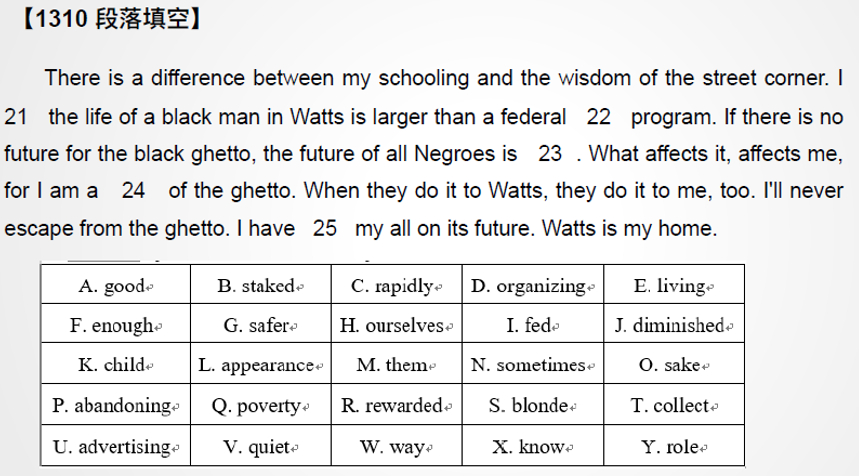 【1310 段落填空】
There is a difference between my schooling and the wisdom of the street corner. I
21 the life of a black man in Watts is larger than a federal 22 program. If there is no
future for the black ghetto, the future of all Negroes is 23 . What affects it, affects me,
for I am a 24 of the ghetto. When they do it to Watts, they do it to me, too. I'll never
escape from the ghetto. I have 25 my all on its future. Watts is my home.
A. good B. staked C. rapidly D. organizing E. living
F. enough G. safer H. ourselves I. fed J. diminished
K. child L. appearance M. them N. sometimes O. sake
P. abandoning Q. poverty R. rewarded S. blonde T. collect
U. advertising V. quiet W. way X. know Y. role